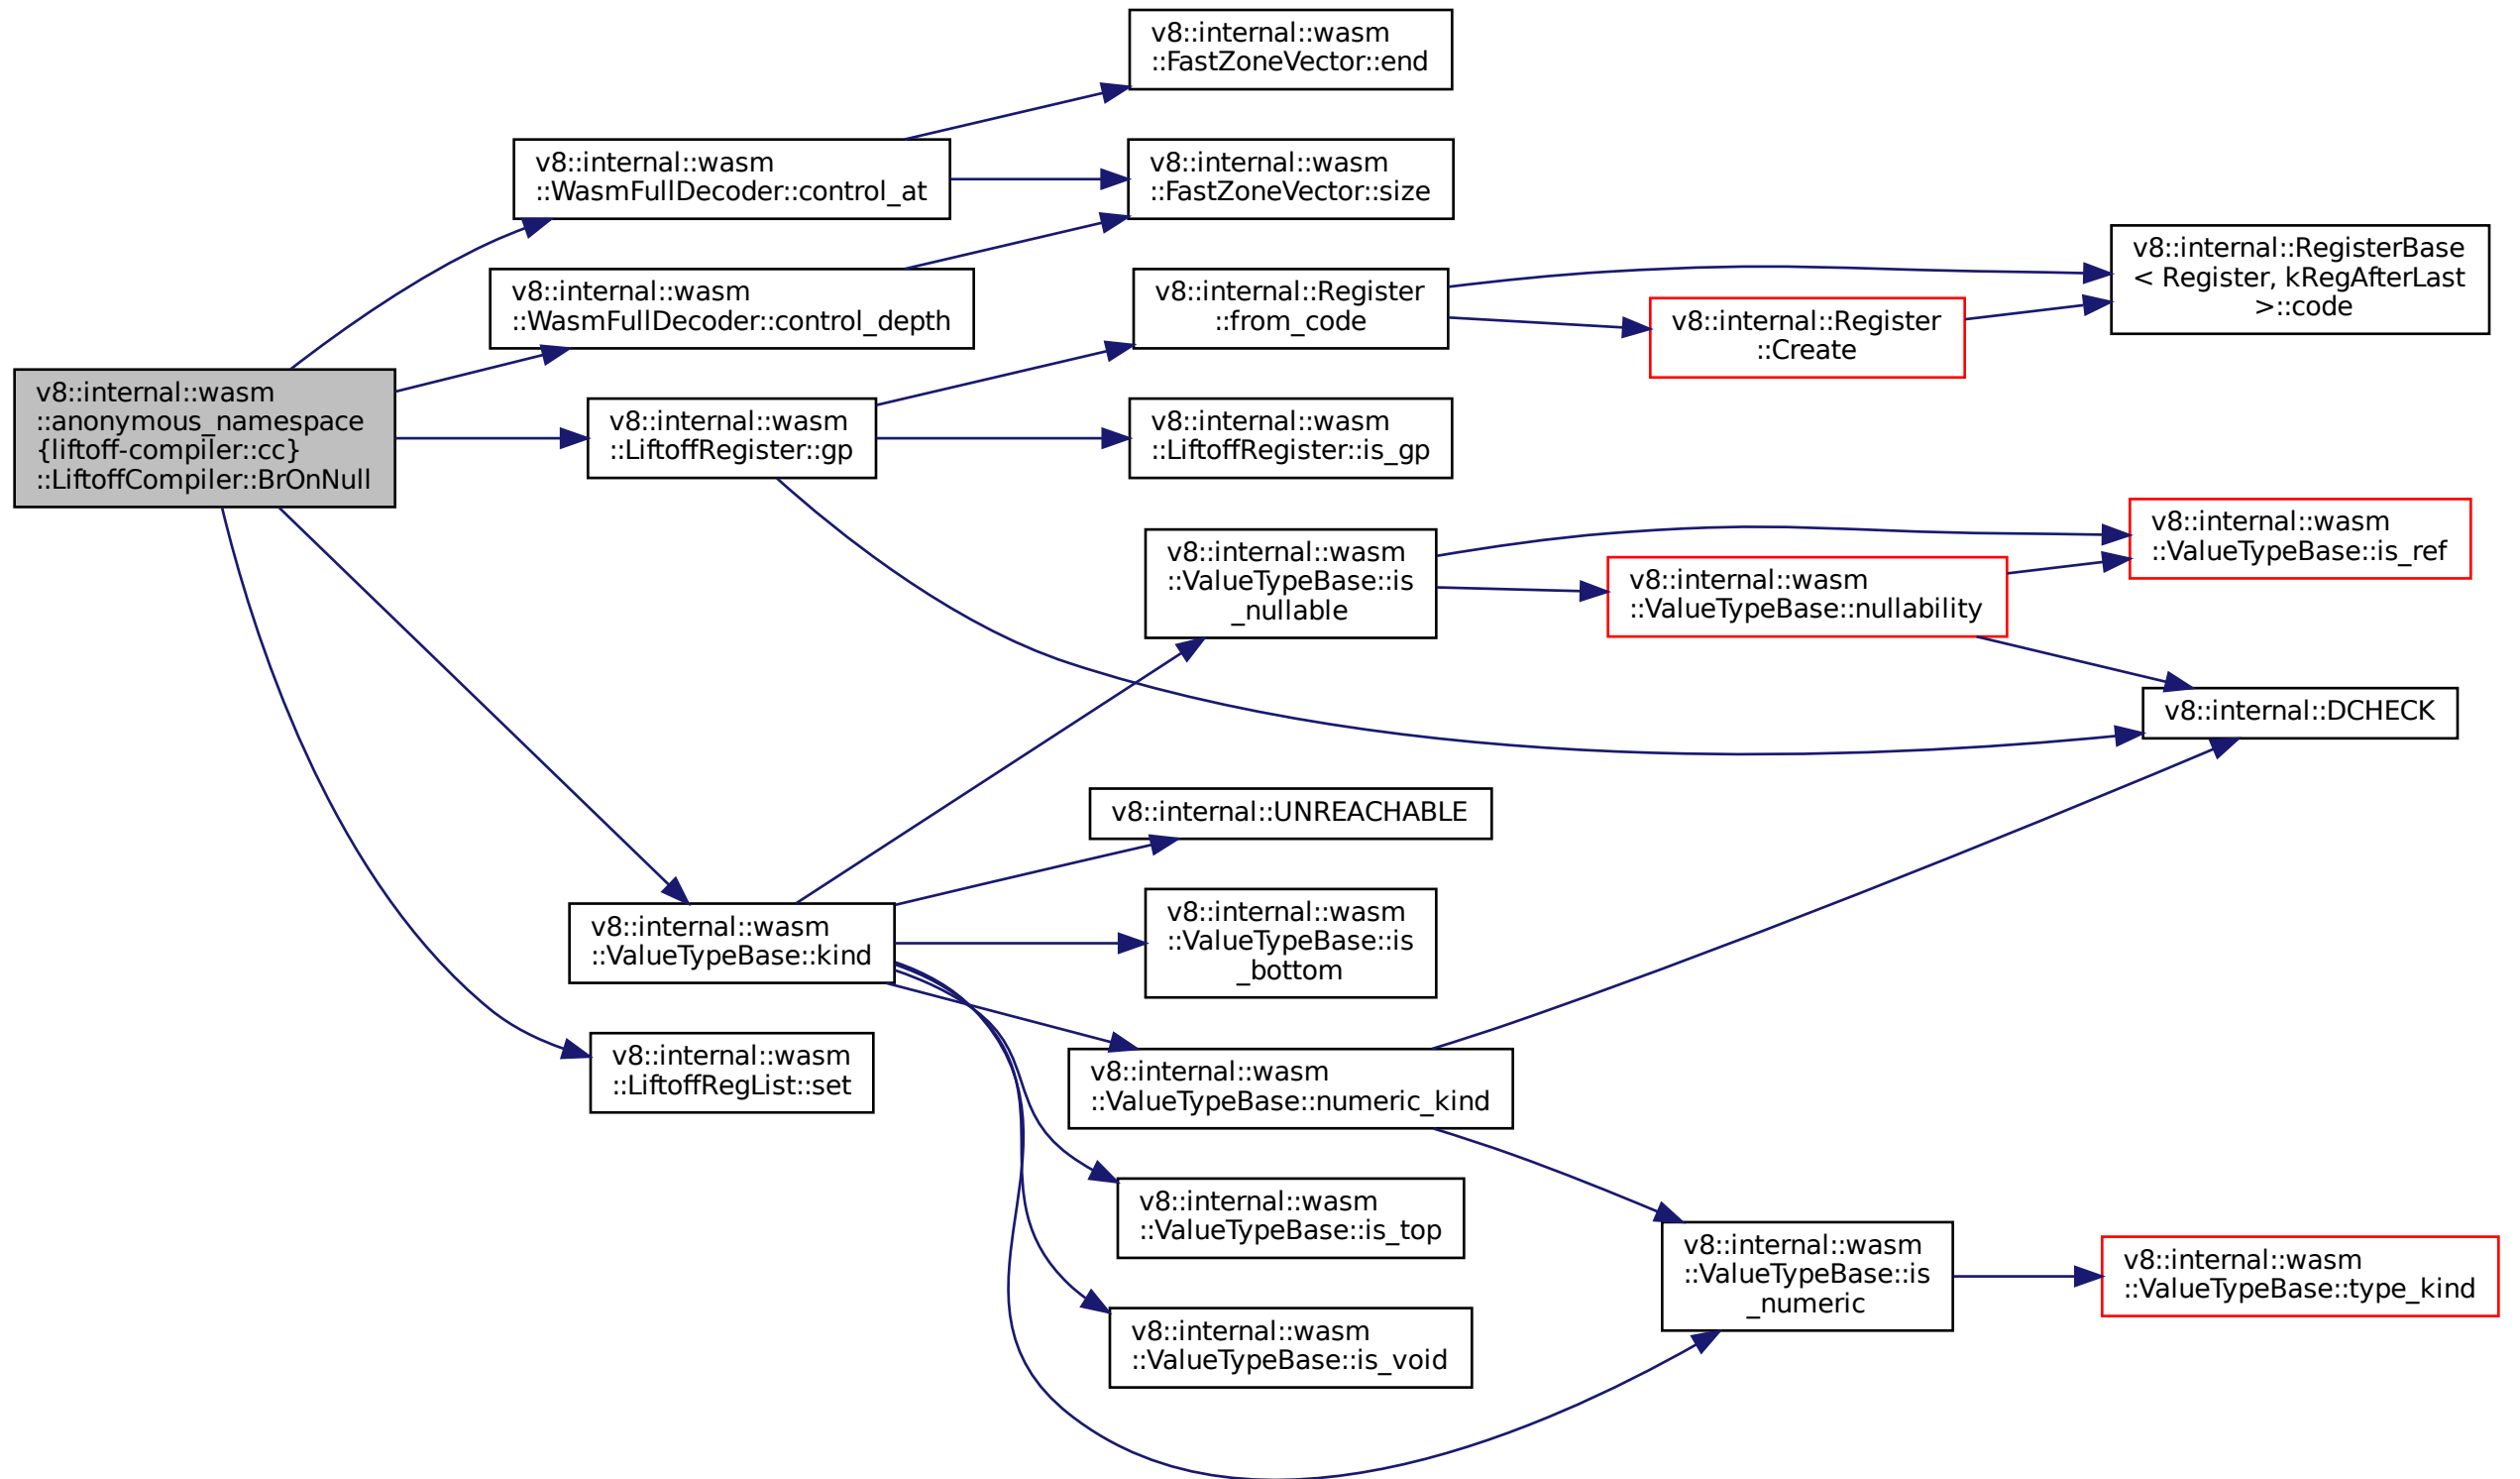 v8::internal::wasm
::anonymous_namespace
{liftoff-compiler::cc}
::LiftoffCompiler::BrOnNull
v8::internal::wasm
::WasmFullDecoder::control_at
v8::internal::wasm
::WasmFullDecoder::control_depth
v8::internal::wasm
::LiftoffRegister::gp
v8::internal::wasm
::ValueTypeBase::kind
v8::internal::wasm
::LiftoffRegList::set
v8::internal::wasm
::FastZoneVector::end
v8::internal::wasm
::FastZoneVector::size
v8::internal::Register
::from_code
v8::internal::wasm
::LiftoffRegister::is_gp
v8::internal::wasm
::ValueTypeBase::is
_nullable
v8::internal::UNREACHABLE
v8::internal::wasm
::ValueTypeBase::is
_bottom
v8::internal::wasm
::ValueTypeBase::numeric_kind
v8::internal::wasm
::ValueTypeBase::is_top
v8::internal::wasm
::ValueTypeBase::is_void
v8::internal::Register
::Create
v8::internal::wasm
::ValueTypeBase::nullability
v8::internal::wasm
::ValueTypeBase::is
_numeric
v8::internal::RegisterBase
< Register, kRegAfterLast
>::code
v8::internal::wasm
::ValueTypeBase::is_ref
v8::internal::DCHECK
v8::internal::wasm
::ValueTypeBase::type_kind